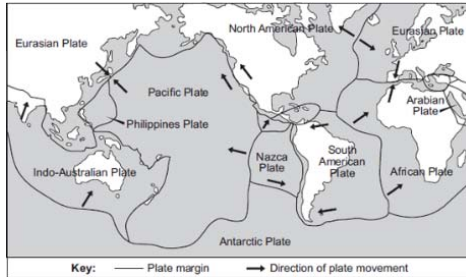 North American Plate
Eurasian Plate
Eurasian Plate
Pacific Plate
Arabian
Plate
Philippines Plate
Nazca
Plate
South
American
Plate
African Plate
Indo-Australian Plate
Antarctic Plate
Key: Plate margin Direction of plate movement